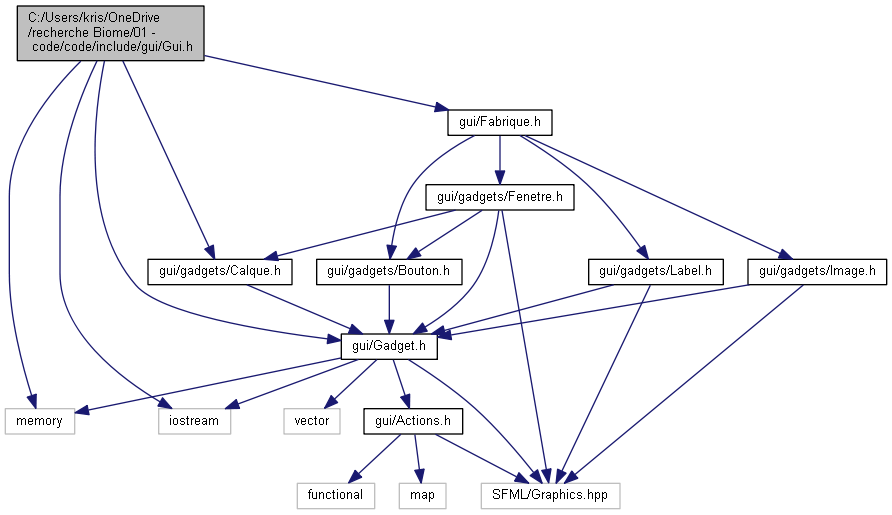 C:/Users/kris/OneDrive
/recherche Biome/01 -
code/code/include/gui/Gui.h
gui/Fabrique.h
gui/gadgets/Fenetre.h
gui/gadgets/Calque.h
gui/gadgets/Bouton.h
gui/gadgets/Label.h
gui/gadgets/Image.h
gui/Gadget.h
memory
iostream
vector
gui/Actions.h
functional
map
SFML/Graphics.hpp